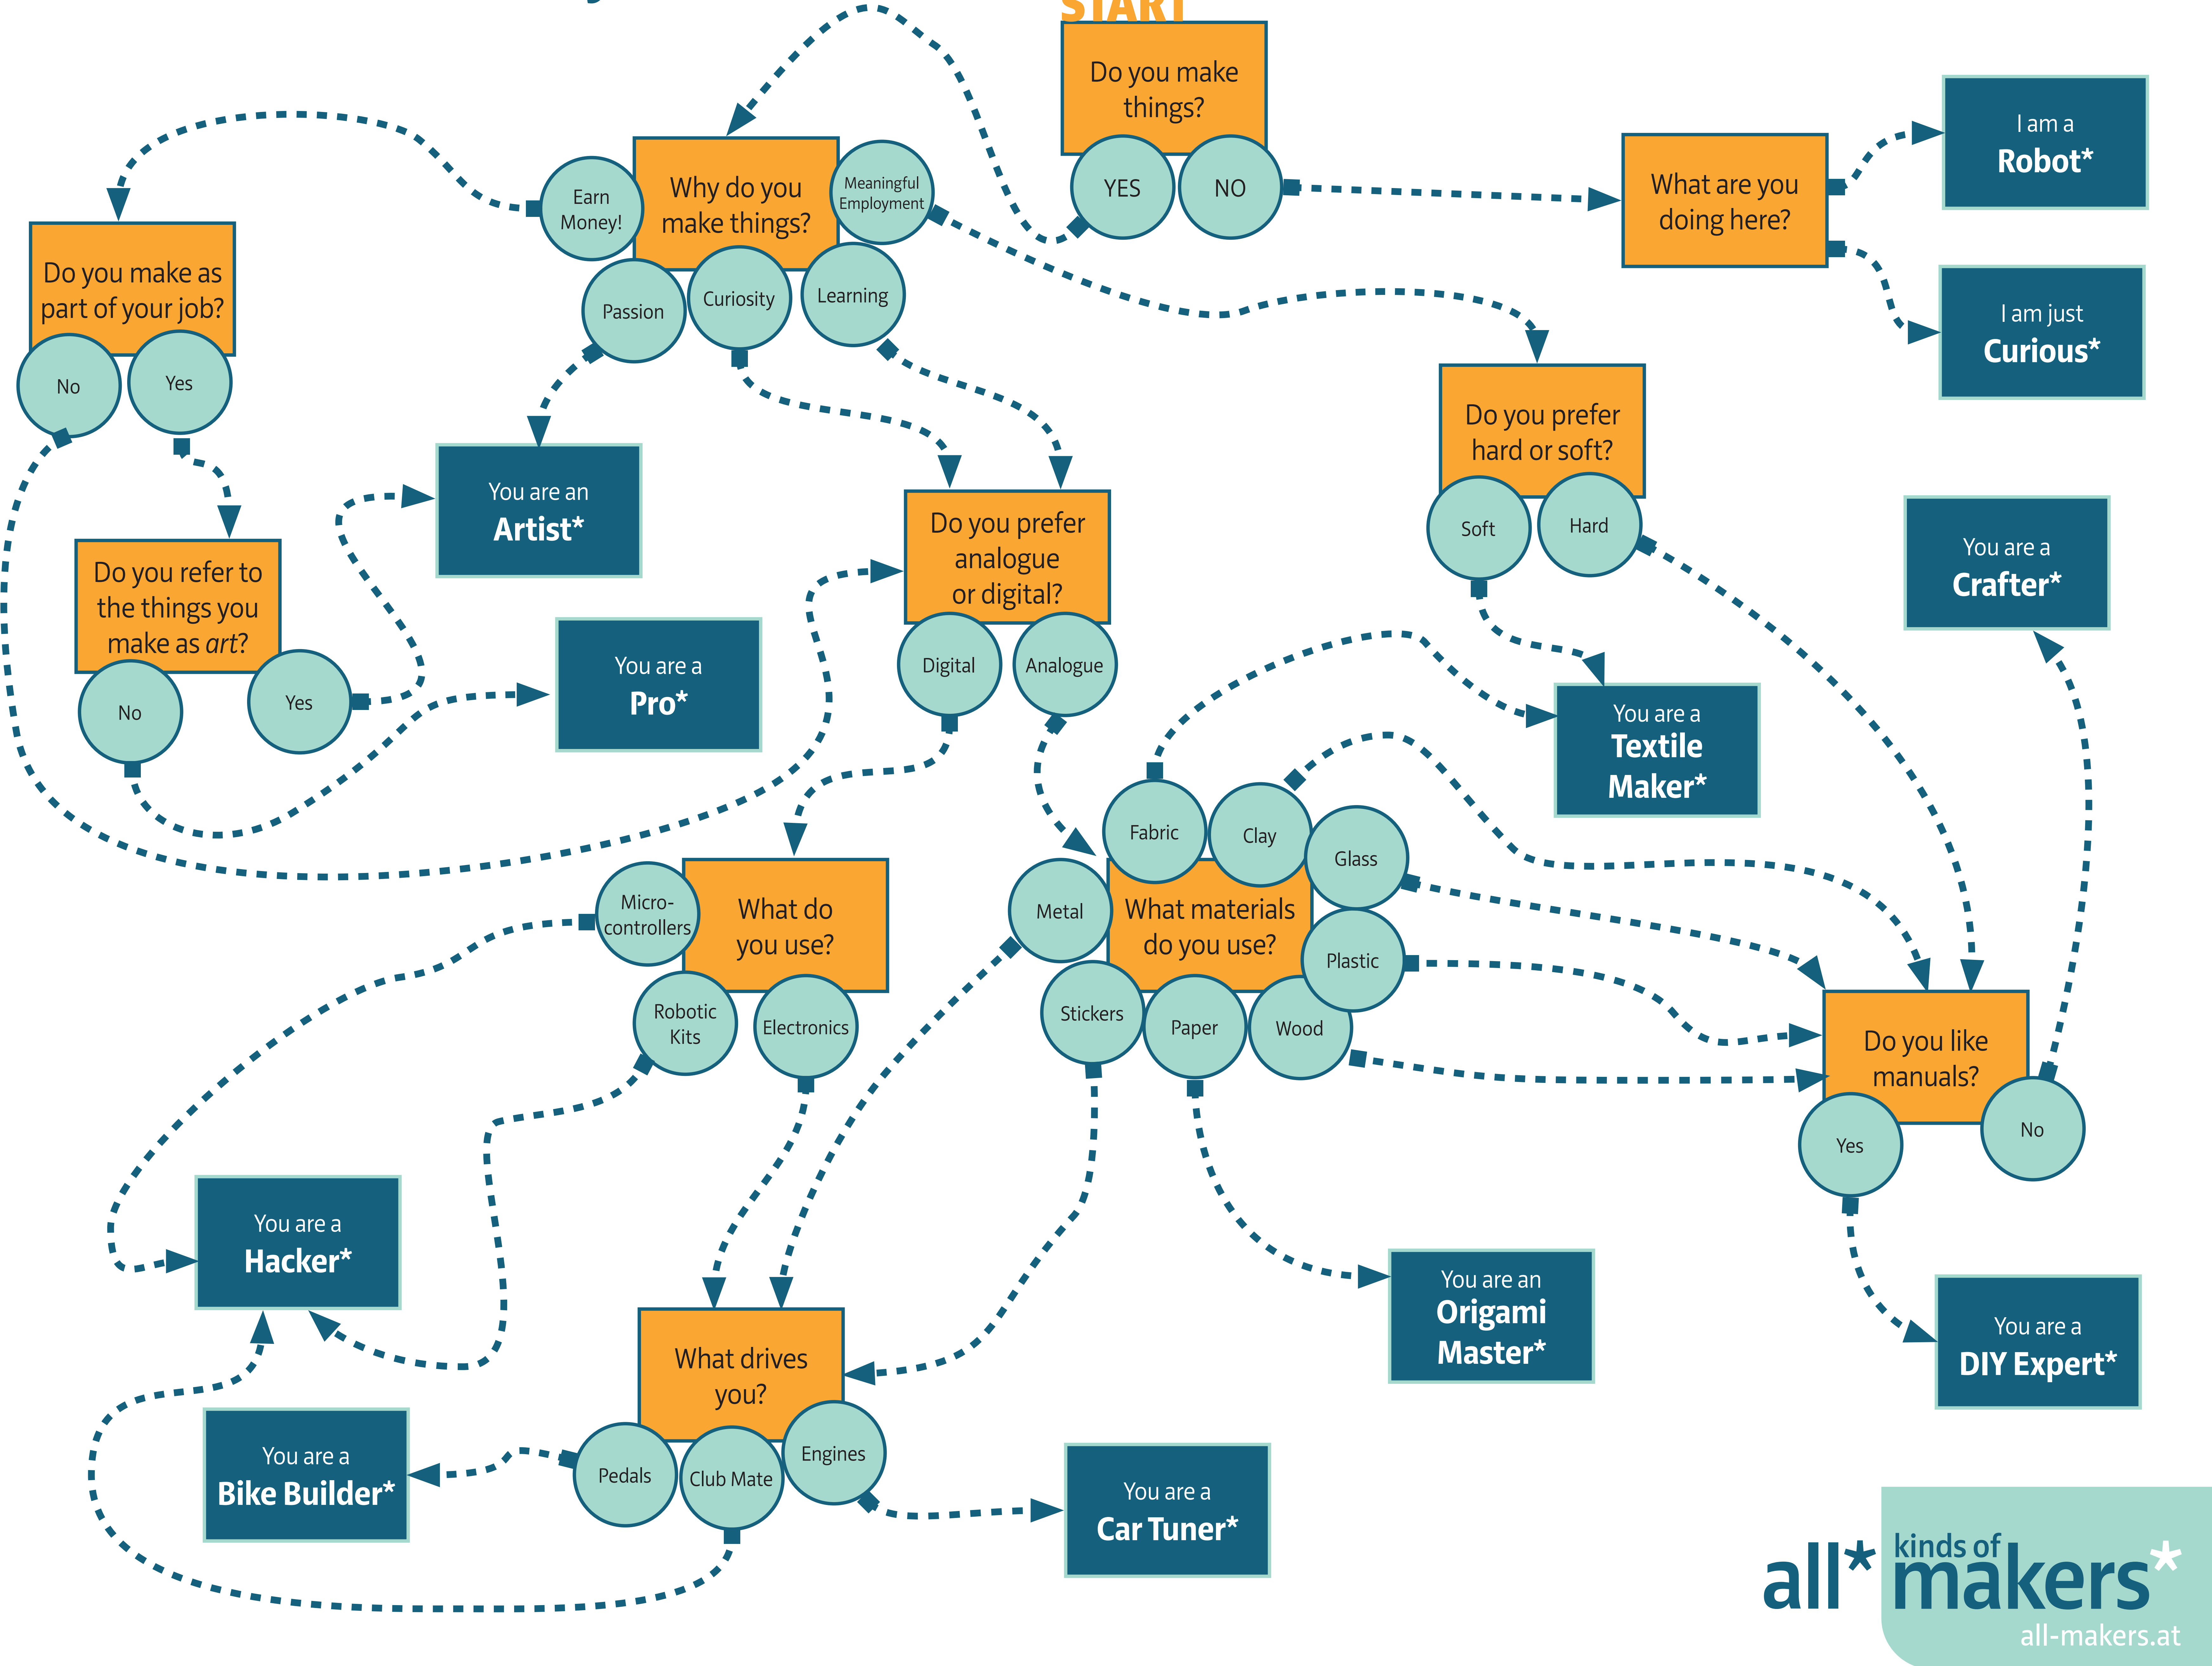 START
Do you make
things?
YES
NO
What are you
doing here?
I am a
Robot*
I am just
Curious*
Why do you
make things?
Earn
Money!
Meaningful
Employment
Passion
Curiosity
Learning
Do you make as
part of your job?
No
Yes
Do you refer to
the things you
make as art?
No
Yes
You are an
Artist*
You are a
Pro*
Do you prefer
analogue
or digital?
Digital
Analogue
Do you prefer
hard or soft?
Soft
Hard
You are a
Crafter*
You are a
Textile
Maker*
What do
you use?
Micro-
controllers
Robotic
Kits
Electronics
What materials
do you use?
Fabric
Clay
Glass
Metal
Plastic
Stickers
Paper
Wood
Do you like
manuals?
Yes
No
You are a
Hacker*
You are an
Origami
Master*
You are a
DIY Expert*
What drives
you?
Pedals
Club Mate
Engines
You are a
Bike Builder*
You are a
Car Tuner*
all*
kinds of
makers*
all-makers.at